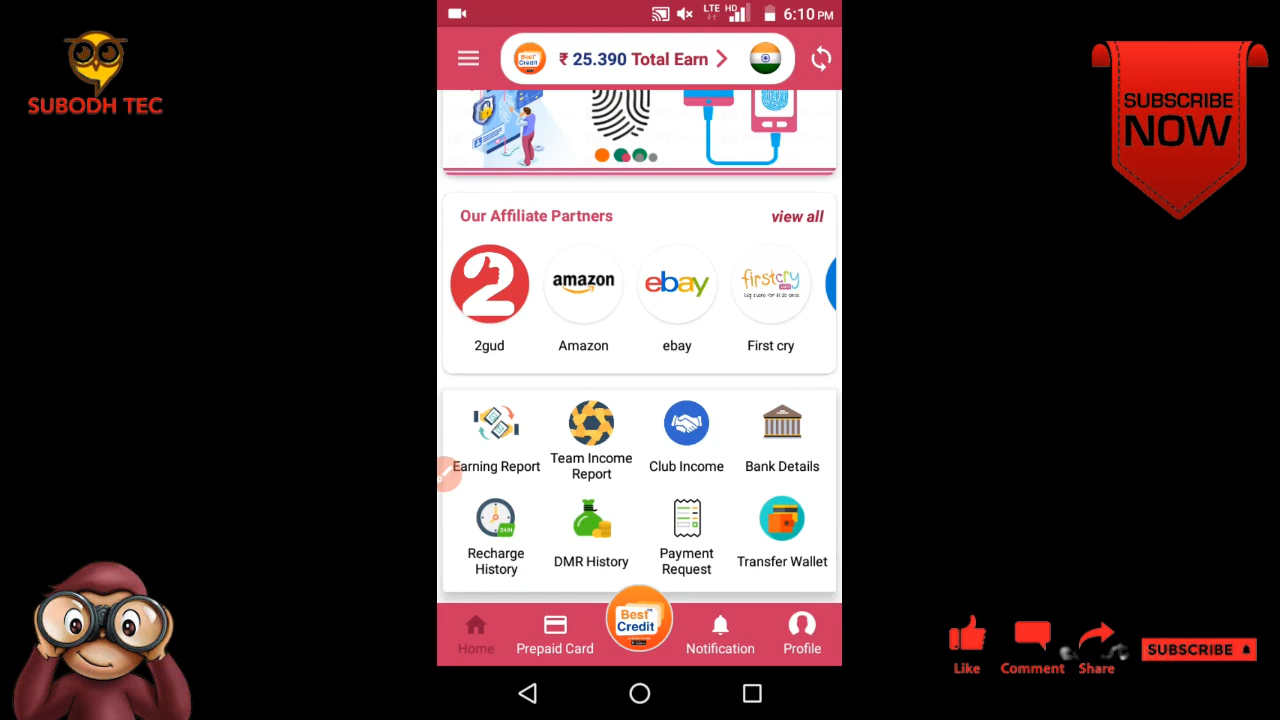 SUBODH TEC
LTE HD 6:10 PM
Best Credit
₹ 25.390 Total Earn
SUBSCRIBE
NOW
Our Affiliate Partners
view all
2
amazon
ebay
firstcry
2gud
Amazon
ebay
First cry
Earning Report
Team Income
Report
Club Income
Bank Details
Recharge
History
DMR History
Payment
Request
Transfer Wallet
Home
Prepaid Card
Best
Credit
Notification
Profile
Like
Comment
Share
SUBSCRIBE